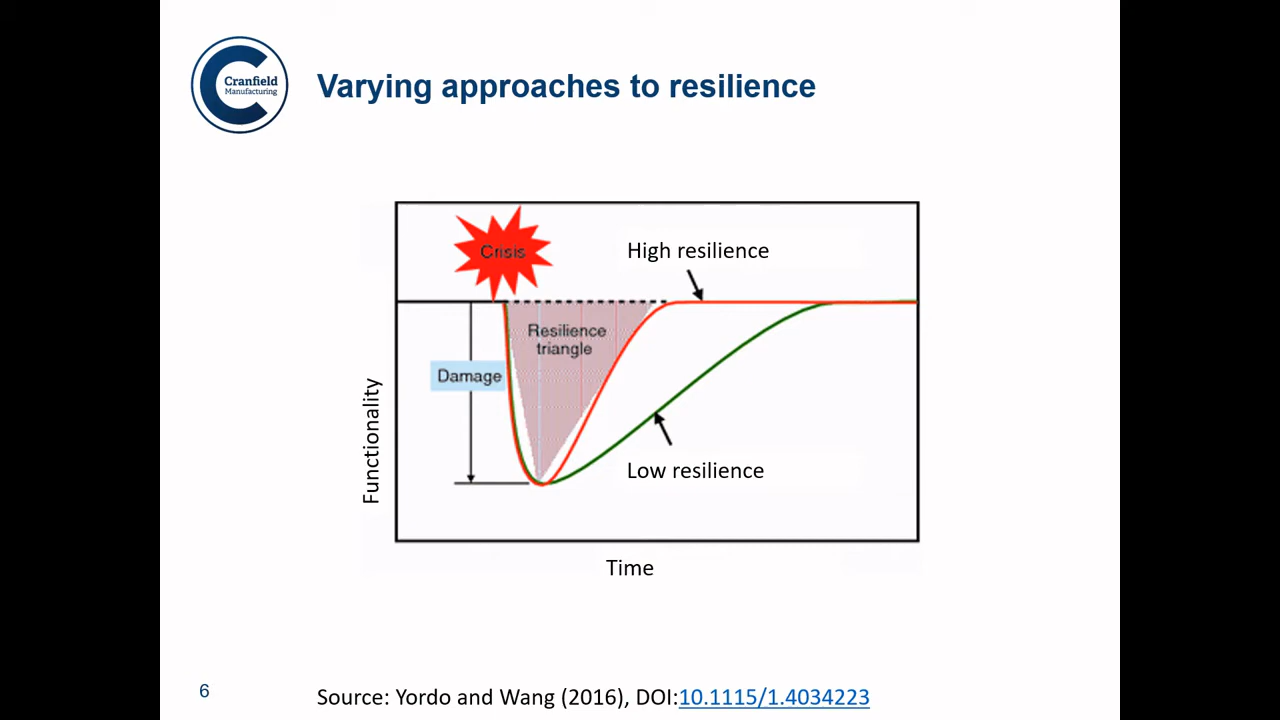 Cranfield
Manufacturing
Varying approaches to resilience
Crisis
High resilience
Resilience
triangle
Damage
Functionality
Low resilience
Time
6
Source: Yordo and Wang (2016), DOI:10.1115/1.4034223